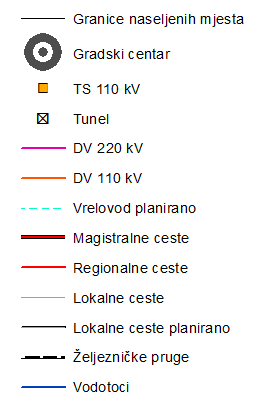 Granice naseljenih mjesta
Gradski centar
TS 110 kV
Tunel
DV 220 kV
DV 110 kV
Vrelovod planirano
Magistralne ceste
Regionalne ceste
Lokalne ceste
Lokalne ceste planirano
Željezničke pruge
Vodotoci